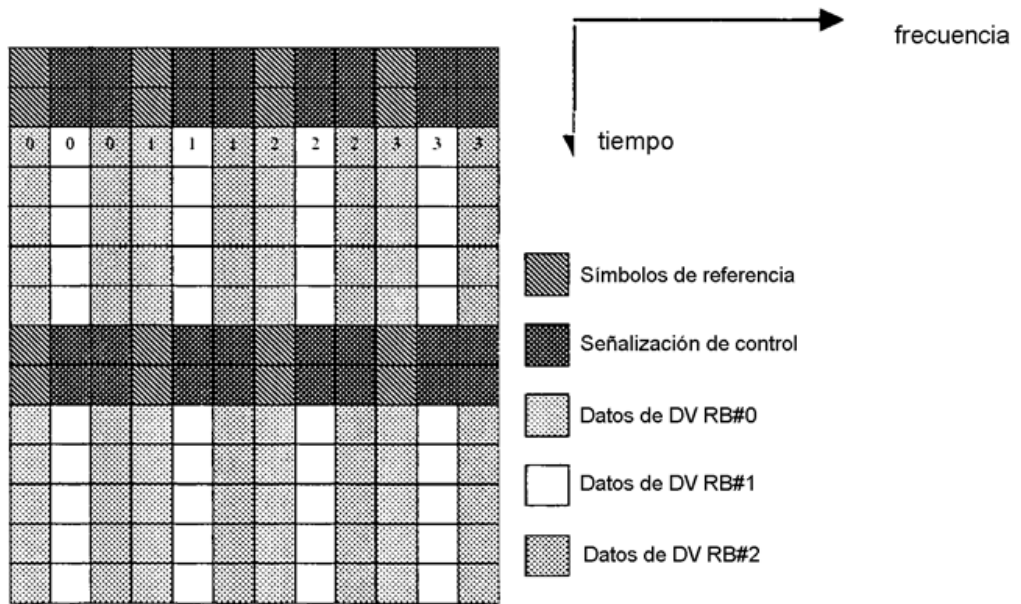 frecuencia
tiempo
0 0 0 1 1 1 2 2 2 3 3 3
Símbolos de referencia
Señalización de control
Datos de DV RB#0
Datos de DV RB#1
Datos de DV RB#2